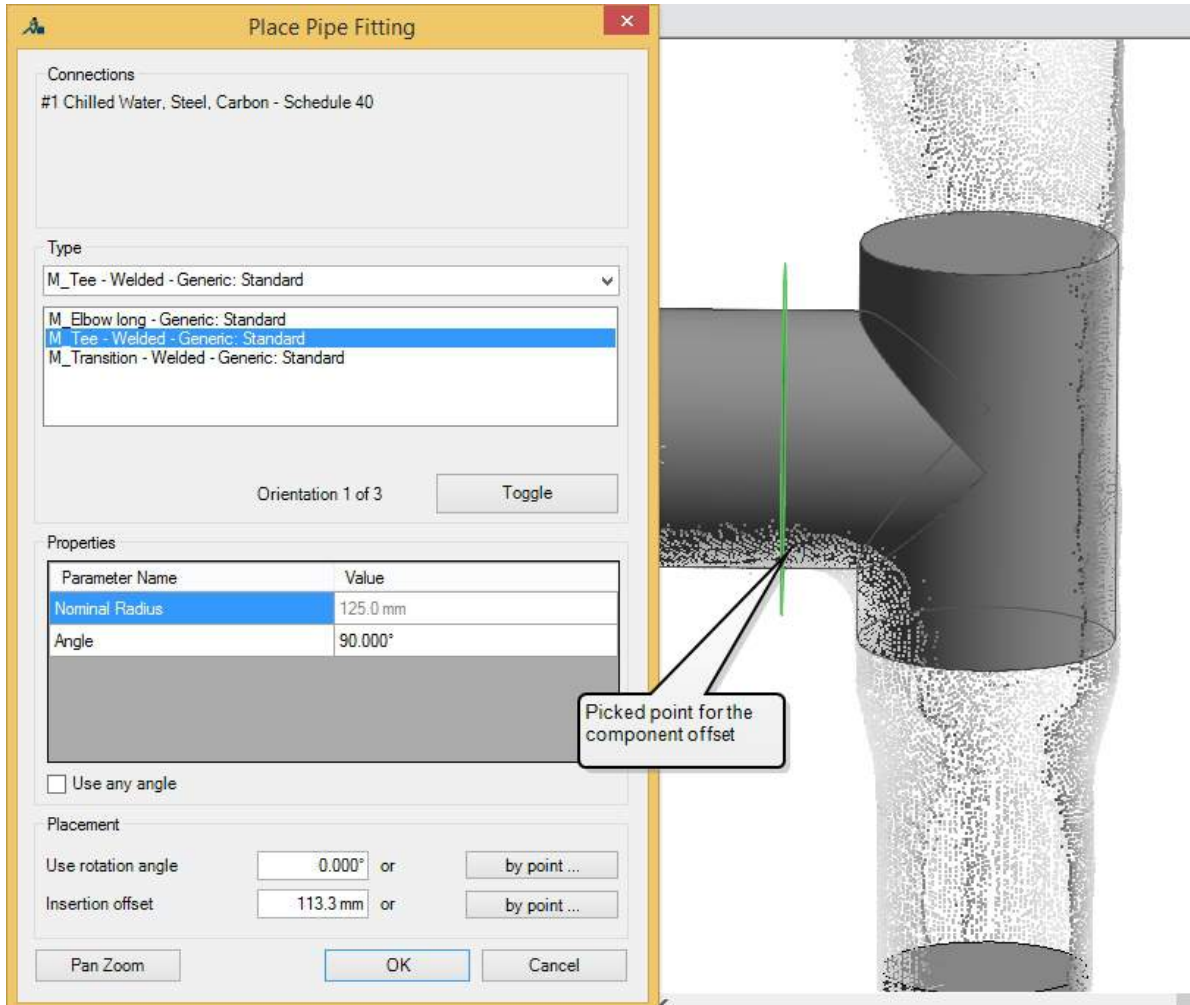 Place Pipe Fitting
Connections
#1 Chilled Water, Steel, Carbon - Schedule 40
Type
M_Tee - Welded - Generic: Standard
M_Elbow long - Generic: Standard
M_Tee - Welded - Generic: Standard
M_Transition - Welded - Generic: Standard
Orientation 1 of 3 Toggle
Properties
Parameter Name Value
Nominal Radius 125.0 mm
Angle 90.000°
Use any angle
Placement
Use rotation angle 0.000° or by point ...
Insertion offset 113.3 mm or by point ...
Pan Zoom OK Cancel
Picked point for the
component offset